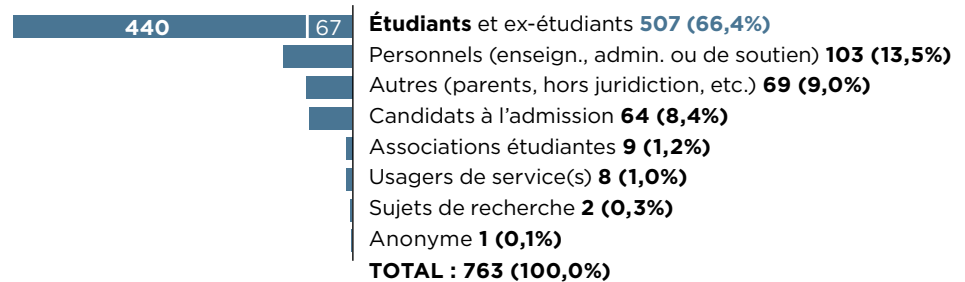 440 67 Étudiants et ex-étudiants 507 (66,4%)
Personnels (enseign., admin. ou de soutien) 103 (13,5%)
Autres (parents, hors juridiction, etc.) 69 (9,0%)
Candidats à l’admission 64 (8,4%)
Associations étudiantes 9 (1,2%)
Usagers de service(s) 8 (1,0%)
Sujets de recherche 2 (0,3%)
Anonyme 1 (0,1%)
TOTAL : 763 (100,0%)